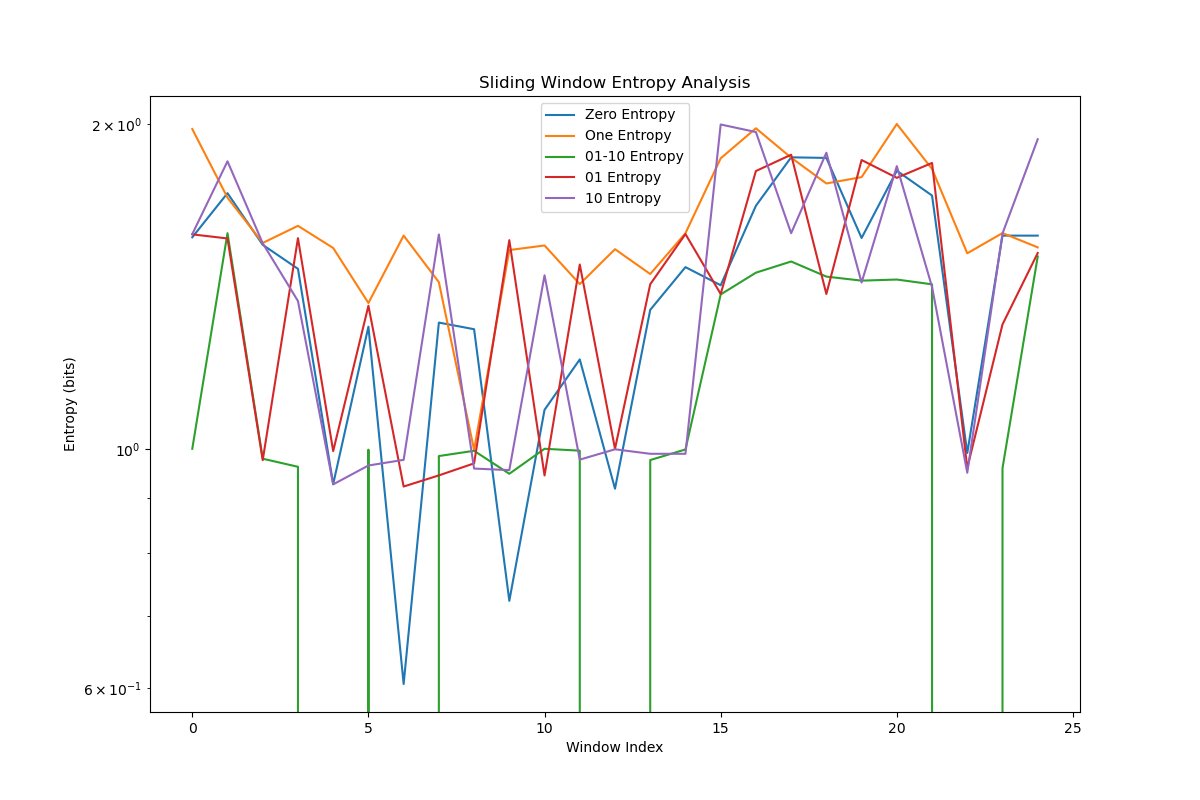 Sliding Window Entropy Analysis
Zero Entropy
One Entropy
01-10 Entropy
01 Entropy
10 Entropy
2 × 10⁰
10⁰
6 × 10⁻¹
Entropy (bits)
0 5 10 15 20 25
Window Index